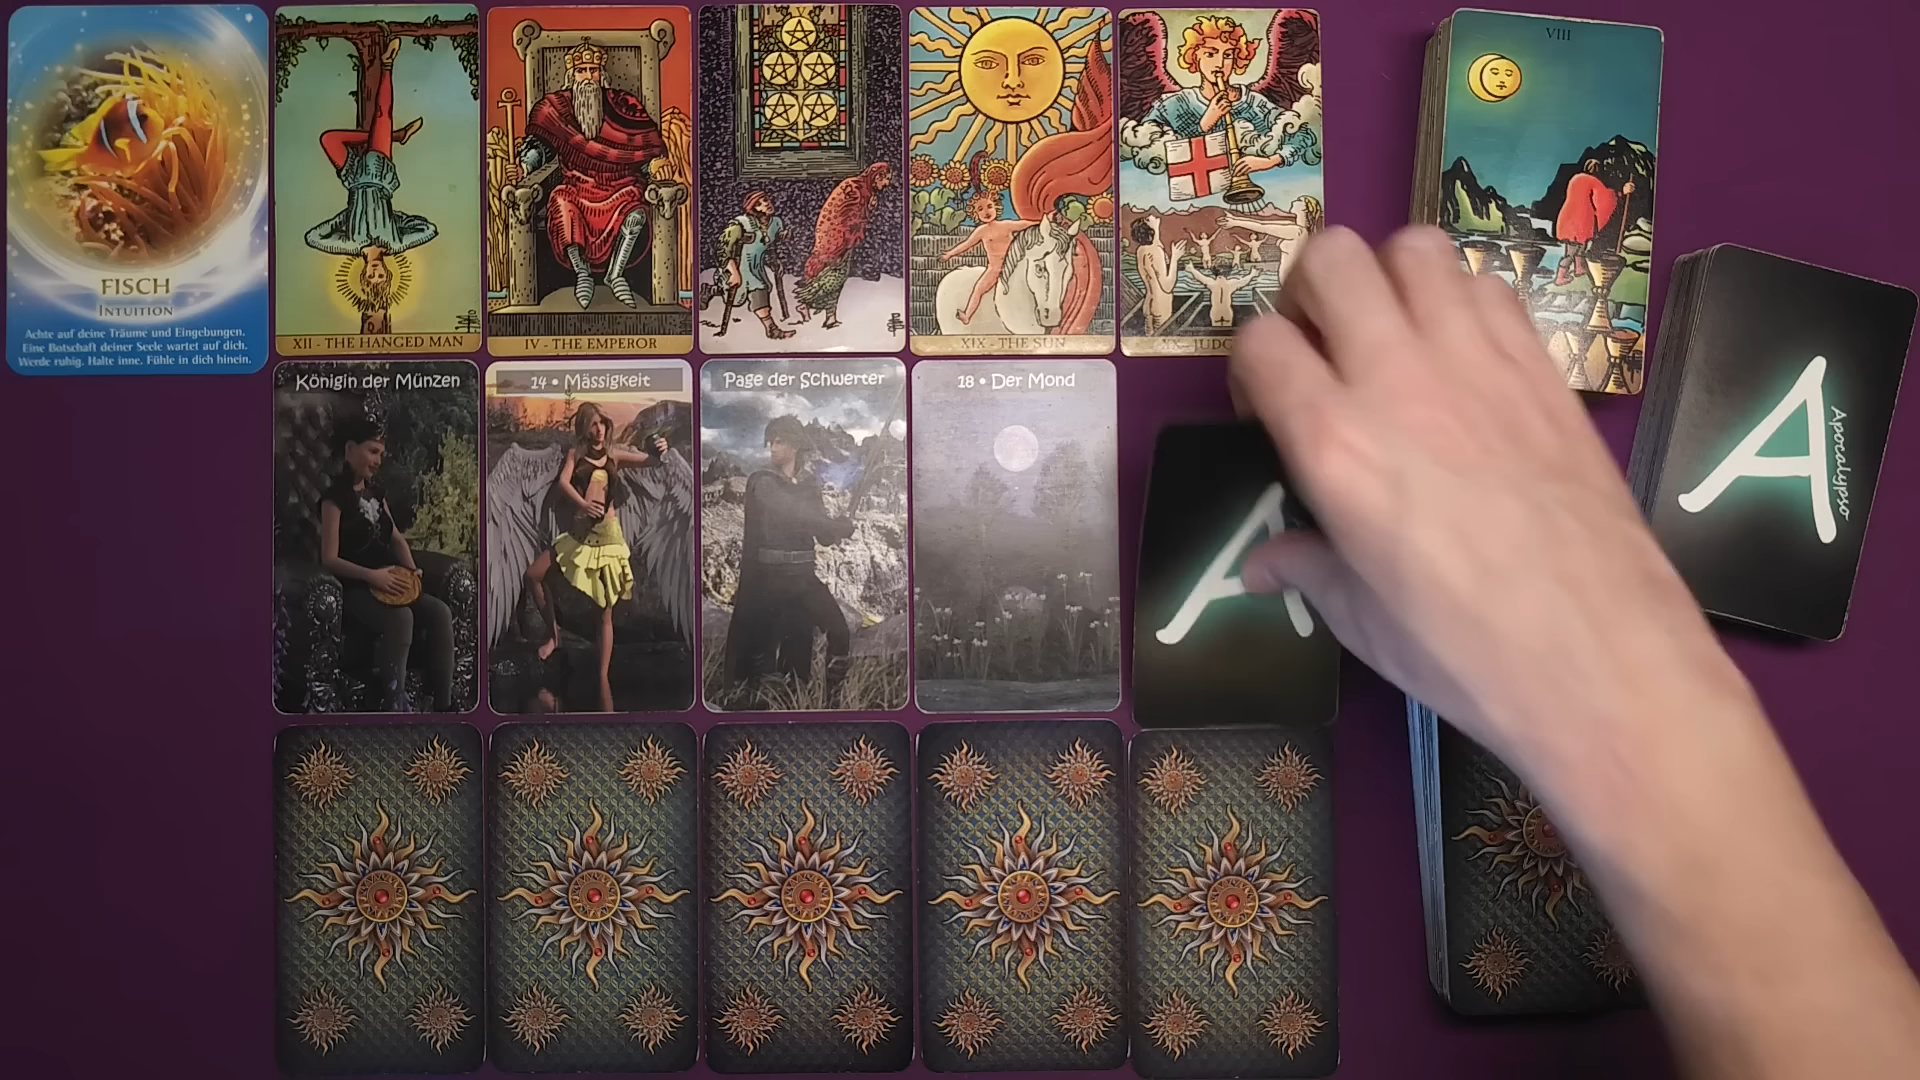 FISCH
INTUITION
Achte auf deine Träume und Eingebungen.
Eine Botschaft deiner Seele wartet auf dich.
Werde ruhig. Halte inne. Fühle in dich hinein.
XII - THE HANGED MAN
IV - THE EMPEROR
V
XIX - THE SUN
XX - JUDG
VIII
Königin der Münzen
14 • Mässigkeit
Page der Schwerter
18 • Der Mond
A
A
Apocalypso